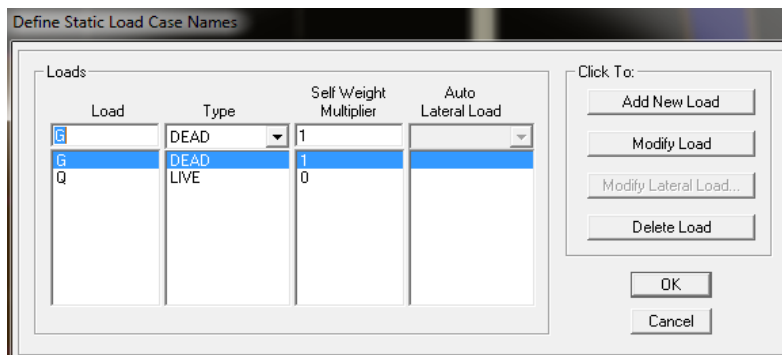 Define Static Load Case Names
Loads
Load Type Self Weight Multiplier Auto Lateral Load
G DEAD 1
G DEAD 1
Q LIVE 0
Click To:
Add New Load
Modify Load
Modify Lateral Load...
Delete Load
OK
Cancel